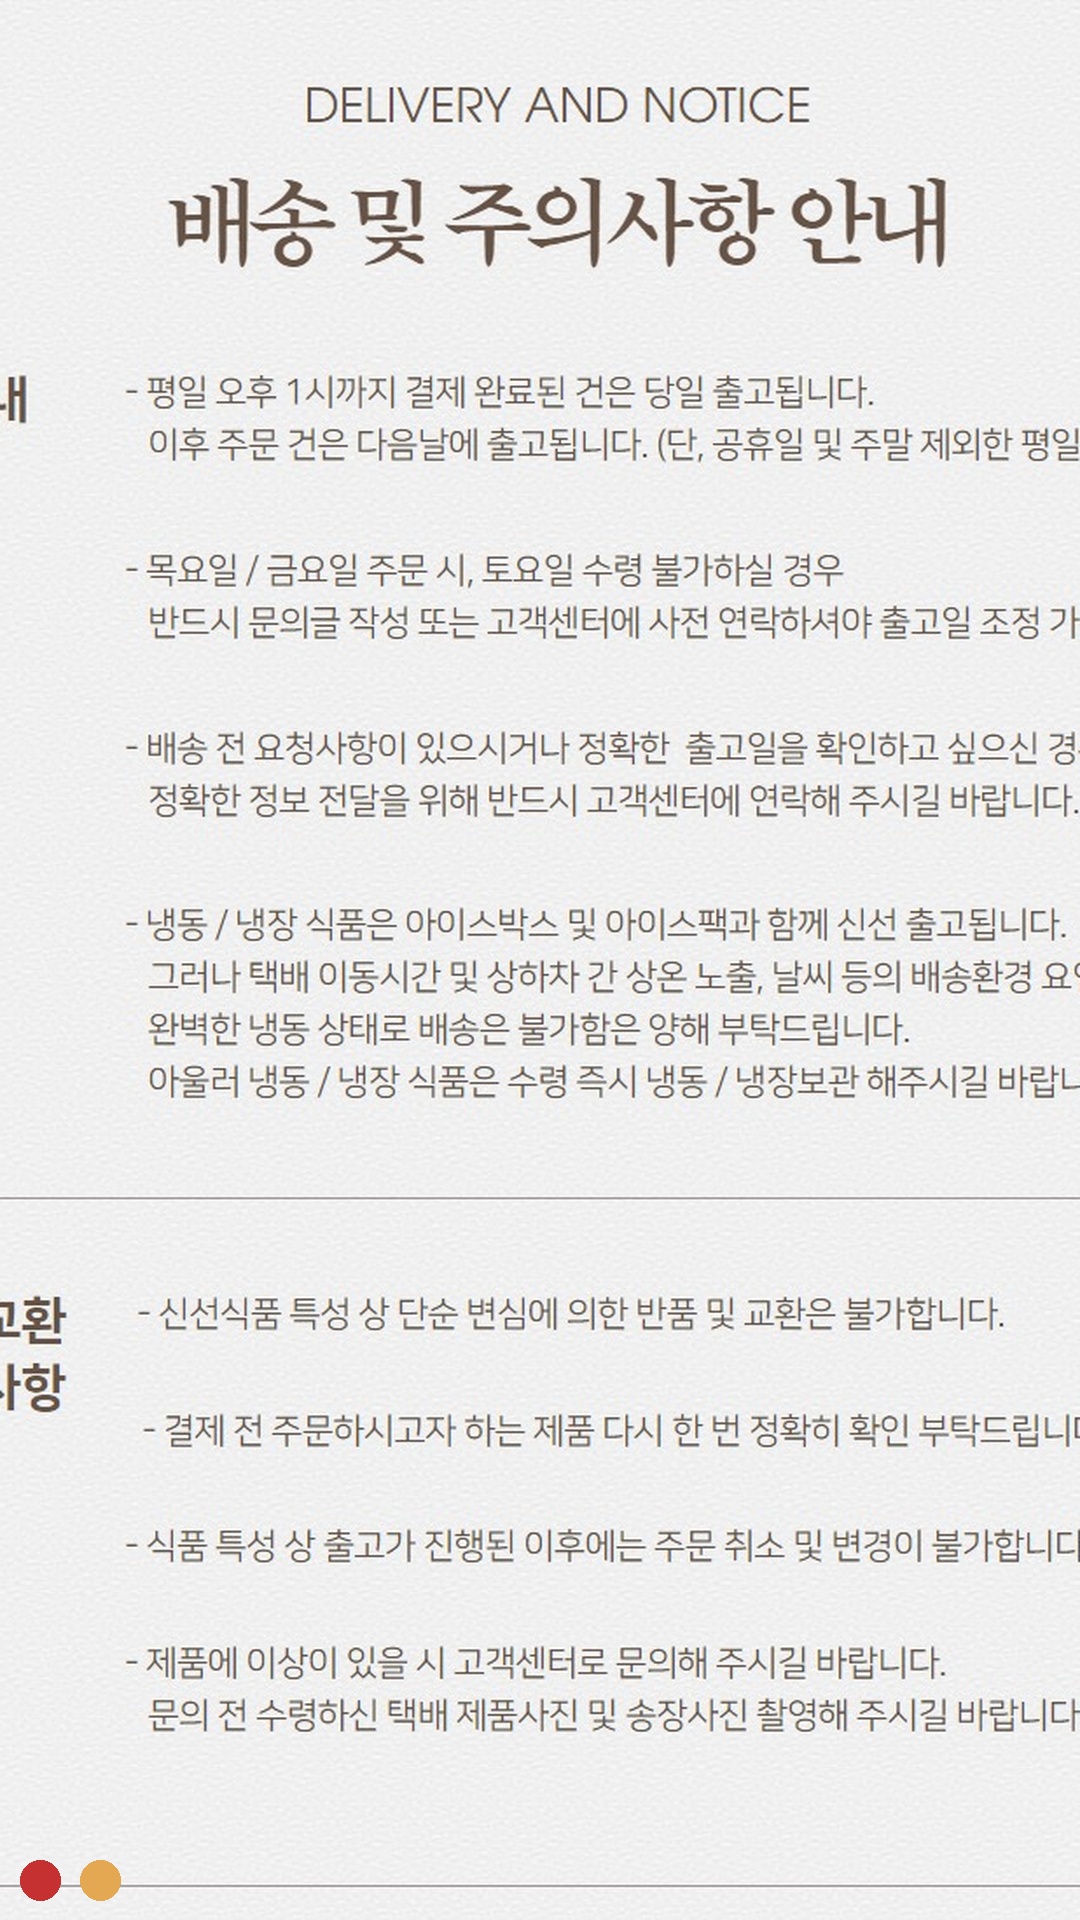 DELIVERY AND NOTICE
배송 및 주의사항 안내
내
- 평일 오후 1시까지 결제 완료된 건은 당일 출고됩니다.
이후 주문 건은 다음날에 출고됩니다. (단, 공휴일 및 주말 제외한 평일
- 목요일 / 금요일 주문 시, 토요일 수령 불가하실 경우
반드시 문의글 작성 또는 고객센터에 사전 연락하셔야 출고일 조정 가
- 배송 전 요청사항이 있으시거나 정확한 출고일을 확인하고 싶으신
정확한 정보 전달을 위해 반드시 고객센터에 연락해 주시길 바랍니다.
- 냉동 / 냉장 식품은 아이스박스 및 아이스팩과 함께 신선 출고됩니다.
그러나 택배 이동시간 및 상하차 간 상온 노출, 날씨 등의 배송환경
완벽한 냉동 상태로 배송은 불가함은 양해 부탁드립니다.
아울러 냉동 / 냉장 식품은 수령 즉시 냉동 / 냉장보관 해주시길
교환
사항
- 신선식품 특성 상 단순 변심에 의한 반품 및 교환은 불가합니다.
- 결제 전 주문하시고자 하는 제품 다시 한 번 정확히 확인
- 식품 특성 상 출고가 진행된 이후에는 주문 취소 및 변경이 불가합니다
- 제품에 이상이 있을 시 고객센터로 문의해 주시길 바랍니다.
문의 전 수령하신 택배 제품사진 및 송장사진 촬영해 주시길 바랍니다